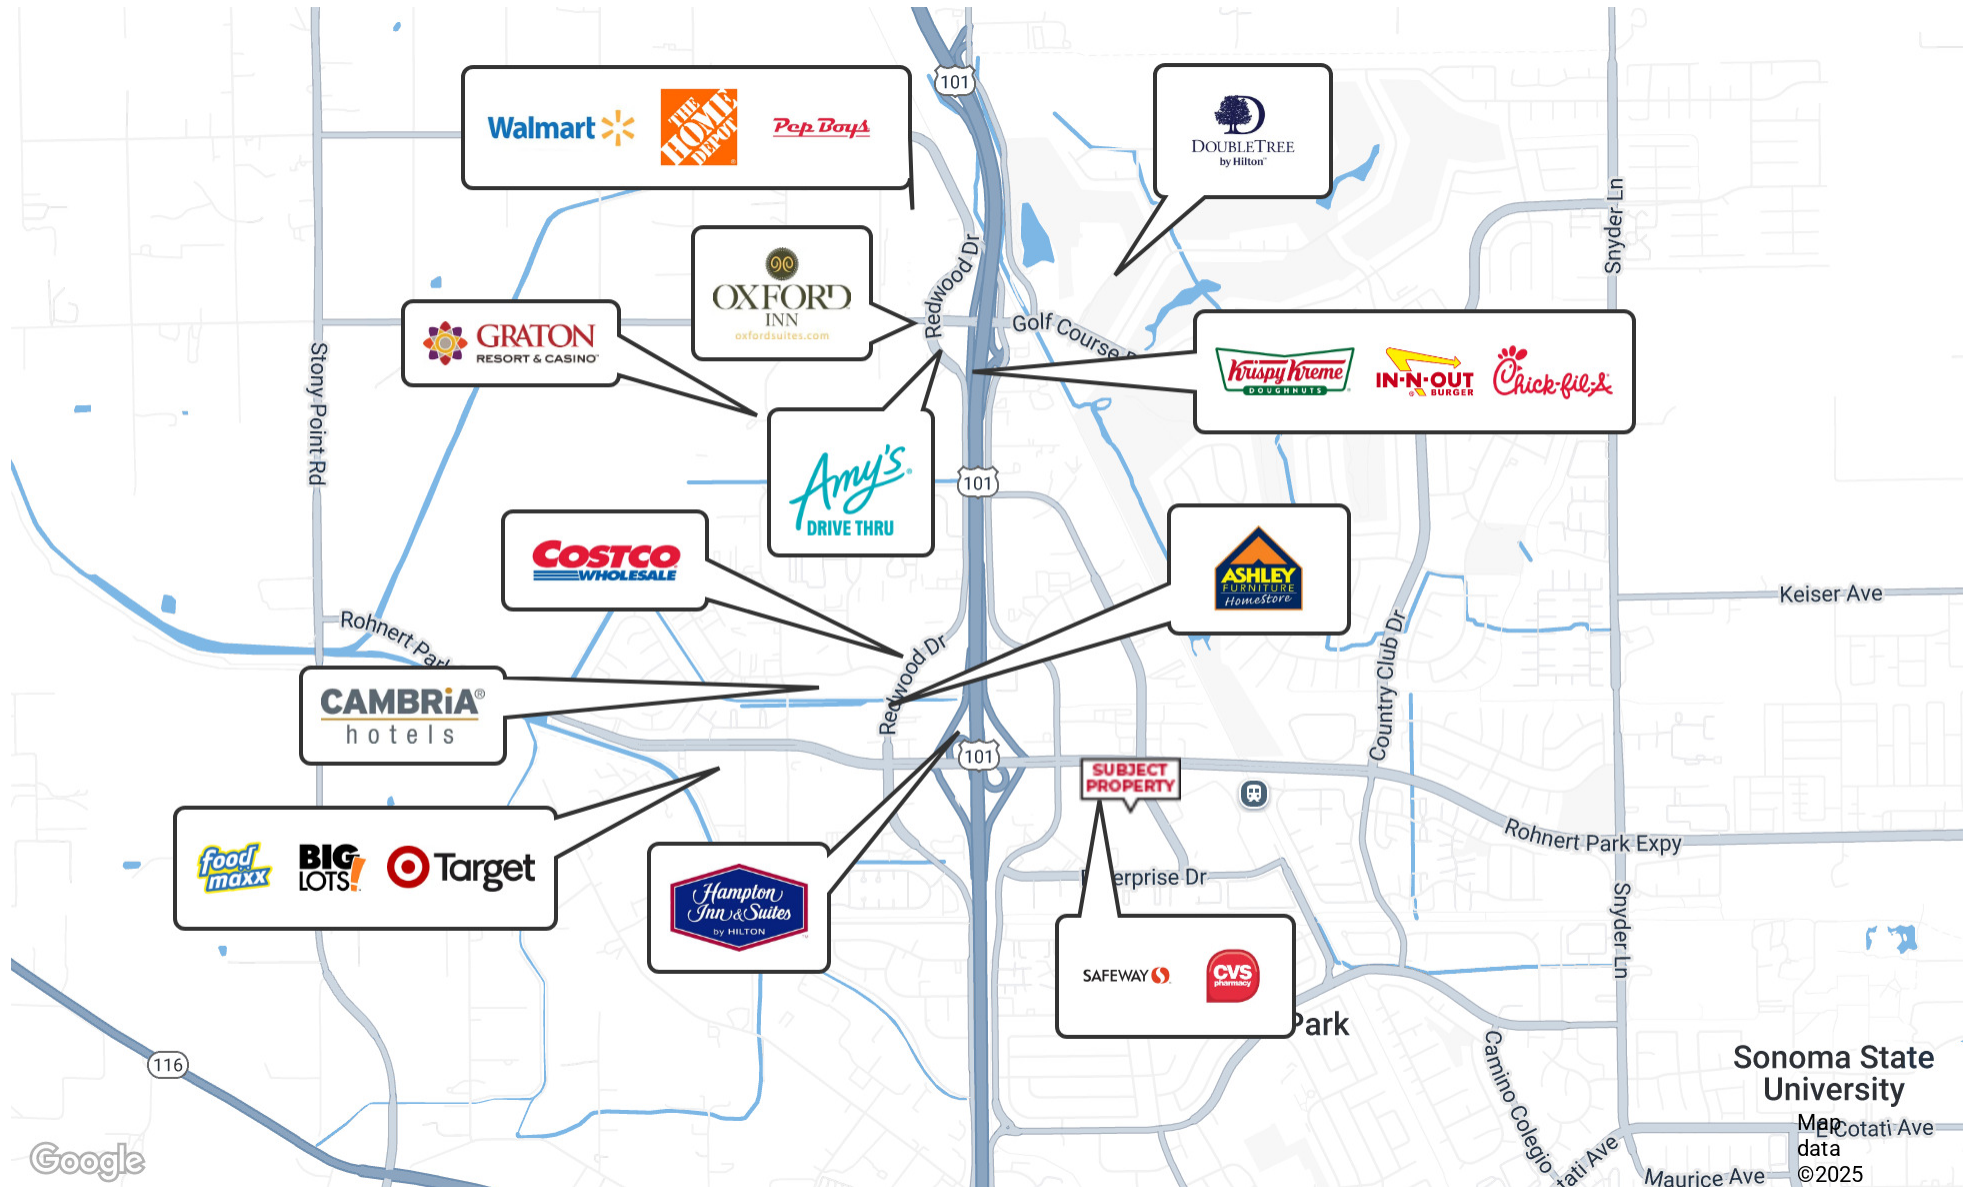 101
Walmart
THE
HOME
DEPOT
Pep Boys
DOUBLETREE
by Hilton
Snyder Ln
OXFORD
INN
oxfordsuites.com
Redwood Dr
GRATON
RESORT & CASINO
Golf Course
Krispy Kreme
DOUGHNUTS
IN-N-OUT
BURGER
Chick-fil-A
Stony Point Rd
Amy's
DRIVE THRU
101
COSTCO
WHOLESALE
ASHLEY
FURNITURE
HomeStore
Keiser Ave
Rohnert Park
Redwood Dr
Country Club Dr
CAMBRiA®
hotels
101
SUBJECT
PROPERTY
Rohnert Park Expy
food
maxx
BIG
LOTS!
Target
Hampton
Inn & Suites
by HILTON
erprise Dr
Snyder Ln
SAFEWAY
CVS
pharmacy
Park
116
Camino Colegio
Sonoma State
University
E Cotati Ave
tati Ave
Maurice Ave
Google
Map
data
©2025